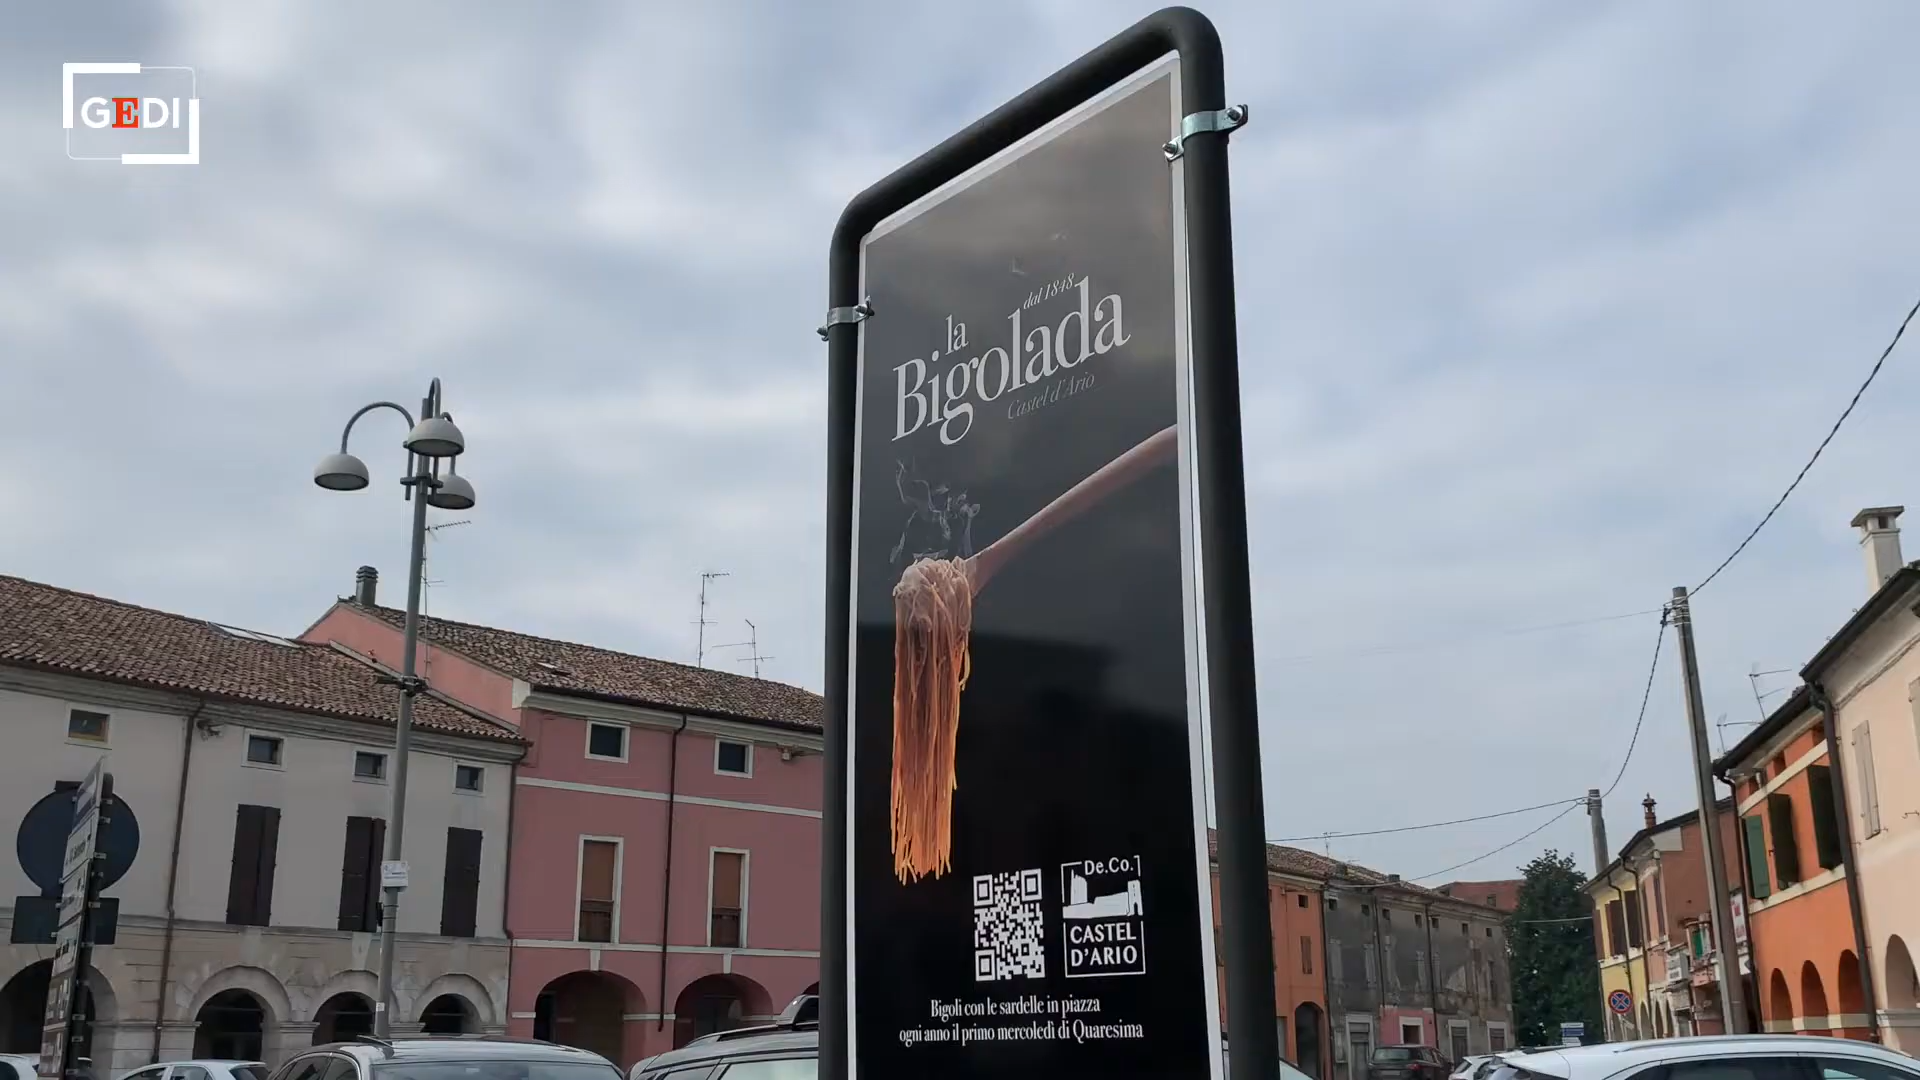 GEDI
dal 1848
la
Bigolada
Castel d'Ario
De.Co.
CASTEL
D'ARIO
Bigoli con le sardelle in piazza
ogni anno il primo mercoledì di Quaresima